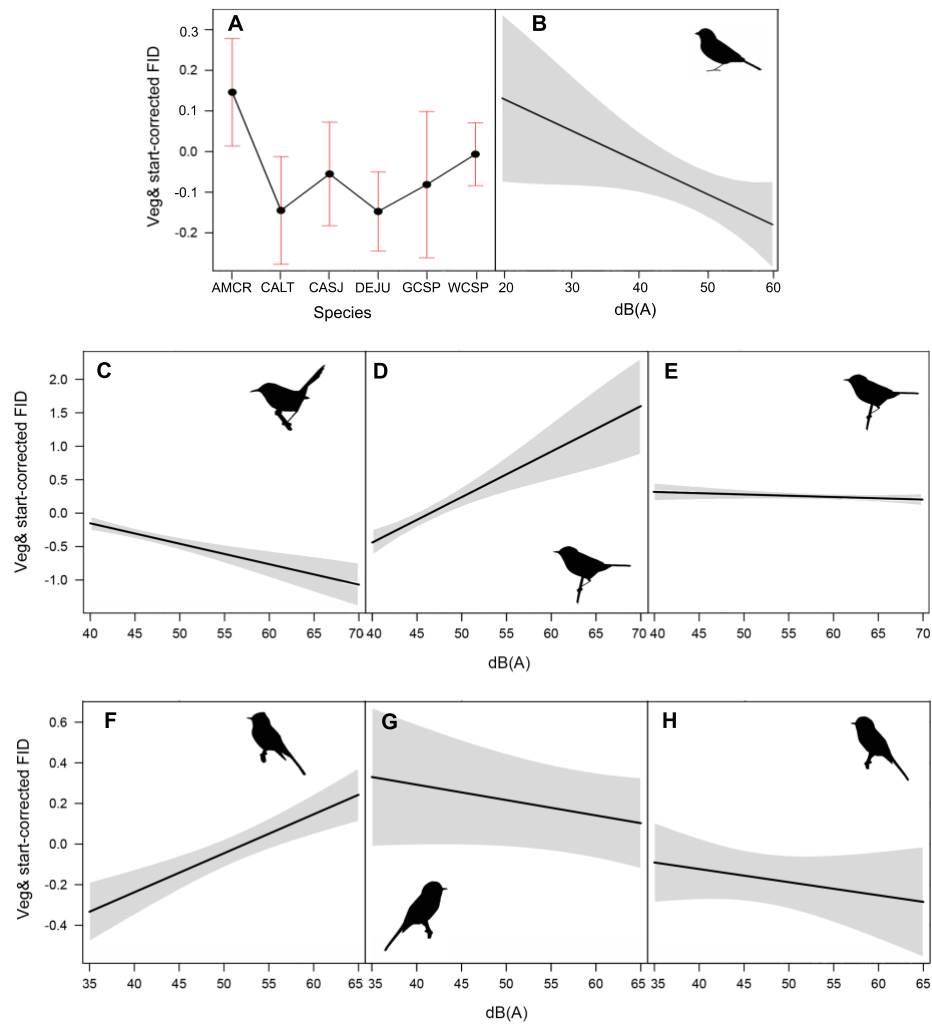 A
B
Veg& start-corrected FID
0.3
0.2
0.1
0.0
-0.1
-0.2
AMCR CALT CASJ DEJU GCSP WCSP
20 30 40 50 60
Species
dB(A)
C
D
E
Veg& start-corrected FID
2.0
1.5
1.0
0.5
0.0
-0.5
-1.0
40 45 50 55 60 65 70 40 45 50 55 60 65 70 40 45 50 55 60 65 70
dB(A)
F
G
H
Veg& start-corrected FID
0.6
0.4
0.2
0.0
-0.2
-0.4
35 40 45 50 55 60 65 35 40 45 50 55 60 65 35 40 45 50 55 60 65
dB(A)